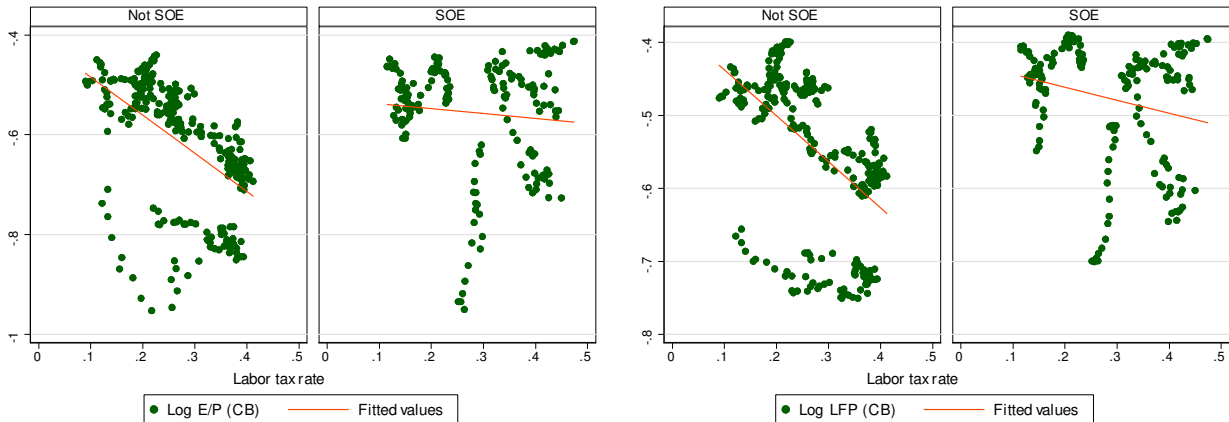 Not SOE
SOE
-.4
-.6
-.8
-1
0 .1 .2 .3 .4 .5
0 .1 .2 .3 .4 .5
Labor tax rate
Log E/P (CB) Fitted values
Not SOE
SOE
-.4
-.5
-.6
-.7
-.8
0 .1 .2 .3 .4 .5
0 .1 .2 .3 .4 .5
Labor tax rate
Log LFP (CB) Fitted values